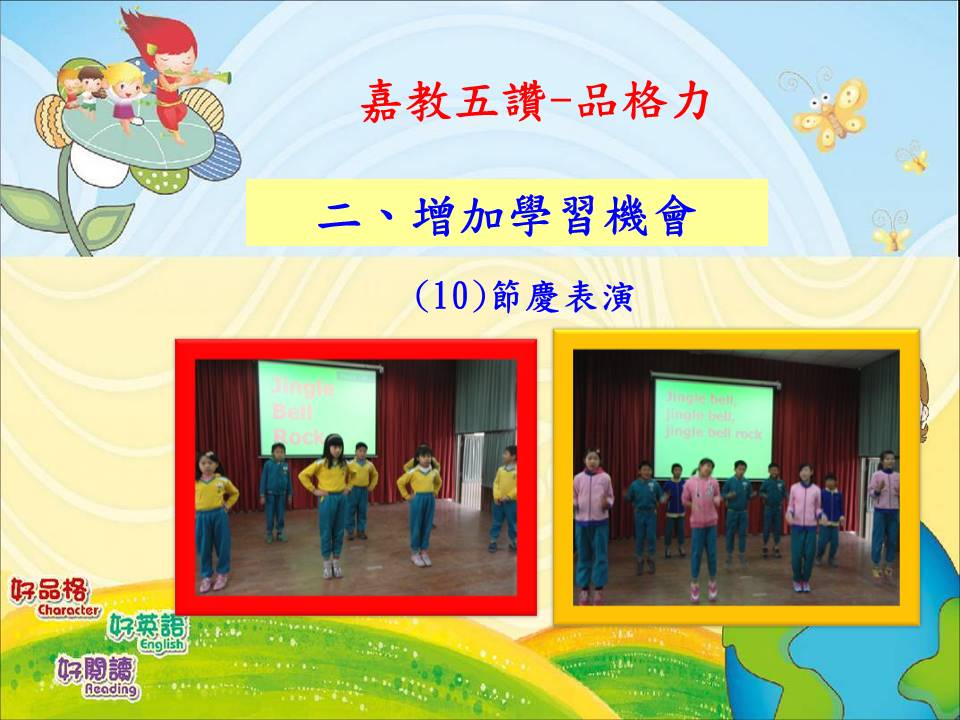 嘉教五讚-品格力
二、增加學習機會
(10)節慶表演
Jingle
Bell
Rock
Jingle bell,
jingle bell,
jingle bell rock
好品格
Character
好英語
English
好閱讀
Reading